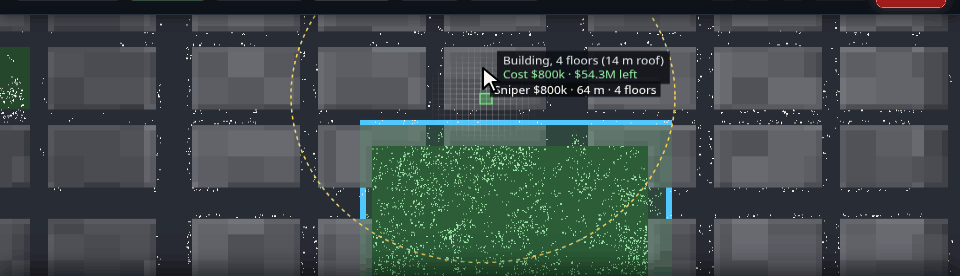 Building, 4 floors (14 m roof)
Cost $800k · $54.3M left
Sniper $800k · 64 m · 4 floors